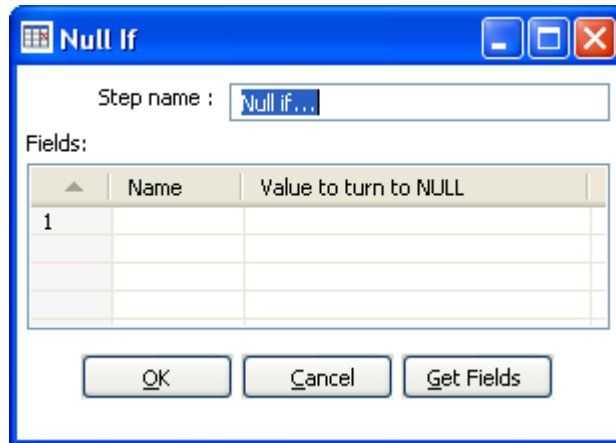 Null If
Step name : Null if...
Fields:
Name Value to turn to NULL
1
OK Cancel Get Fields